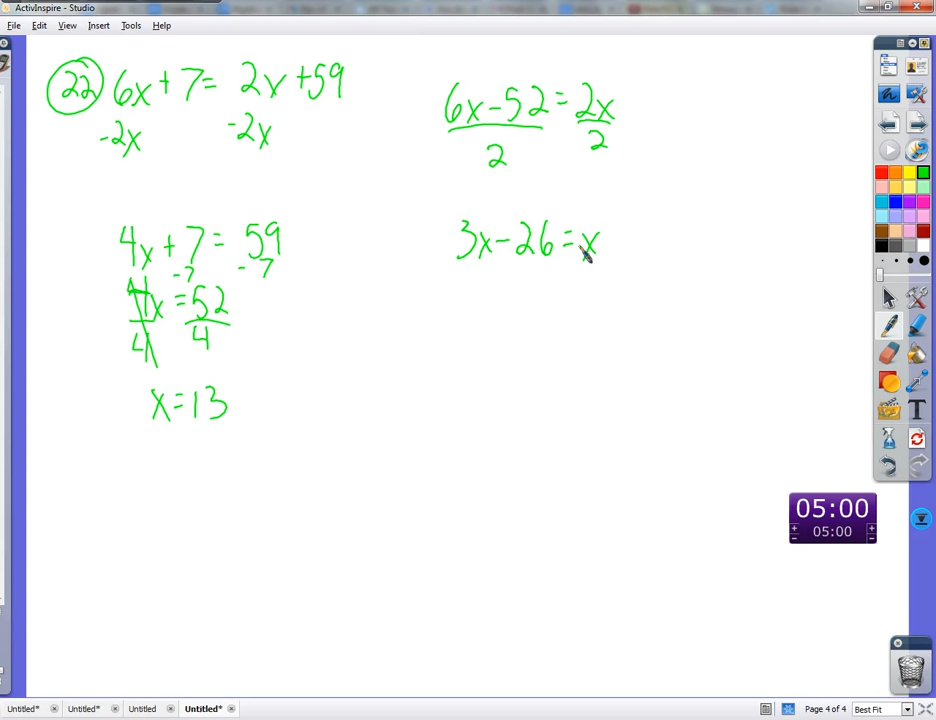 ActivInspire - Studio
File Edit View Insert Tools Help
22 6x + 7 = 2x + 59
-2x -2x
4x + 7 = 59
-7 -7
4x = 52
4 4
x = 13
6x - 52 = 2x
2 2
3x - 26 = x
05:00
05:00
Untitled* Untitled* Untitled Untitled*
Page 4 of 4 Best Fit